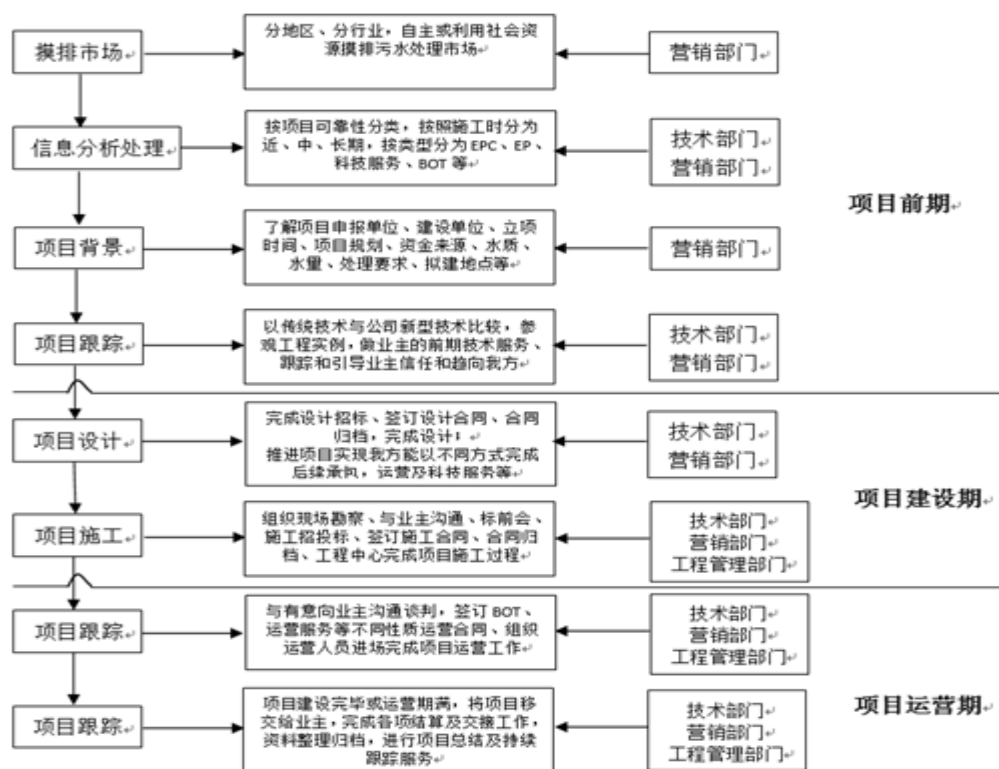 摸排市场
分地区、分行业，自主或利用社会资
源摸排污水处理市场
营销部门
信息分析处理
按项目可靠性分类，按照施工时分为
近、中、长期，按类型分为 EPC、EP、
科技服务、BOT 等
技术部门
营销部门
项目前期
项目背景
了解项目申报单位、建设单位、立项
时间、项目规划、资金来源、水质、
水量、处理要求、拟建地点等
营销部门
项目跟踪
以传统技术与公司新型技术比较，参
观工程实例，做业主的前期技术服务、
跟踪和引导业主信任和趋向我方
技术部门
营销部门
项目设计
完成设计招标、签订设计合同、合同
归档，完成设计；
推进项目实现我方能以不同方式完成
后续承包，运营及科技服务等
技术部门
营销部门
项目建设期
项目施工
组织现场勘察、与业主沟通、标前会、
施工招投标、签订施工合同、合同归
档、工程中心完成项目施工过程
技术部门
营销部门
工程管理部门
项目跟踪
与有意向业主沟通谈判，签订 BOT、
运营服务等不同性质运营合同、组织
运营人员进场完成项目运营工作
技术部门
营销部门
工程管理部门
项目运营期
项目跟踪
项目建设完毕或运营期满，将项目移
交给业主，完成各项结算及交接工作，
资料整理归档，进行项目总结及持续
跟踪服务
技术部门
营销部门
工程管理部门